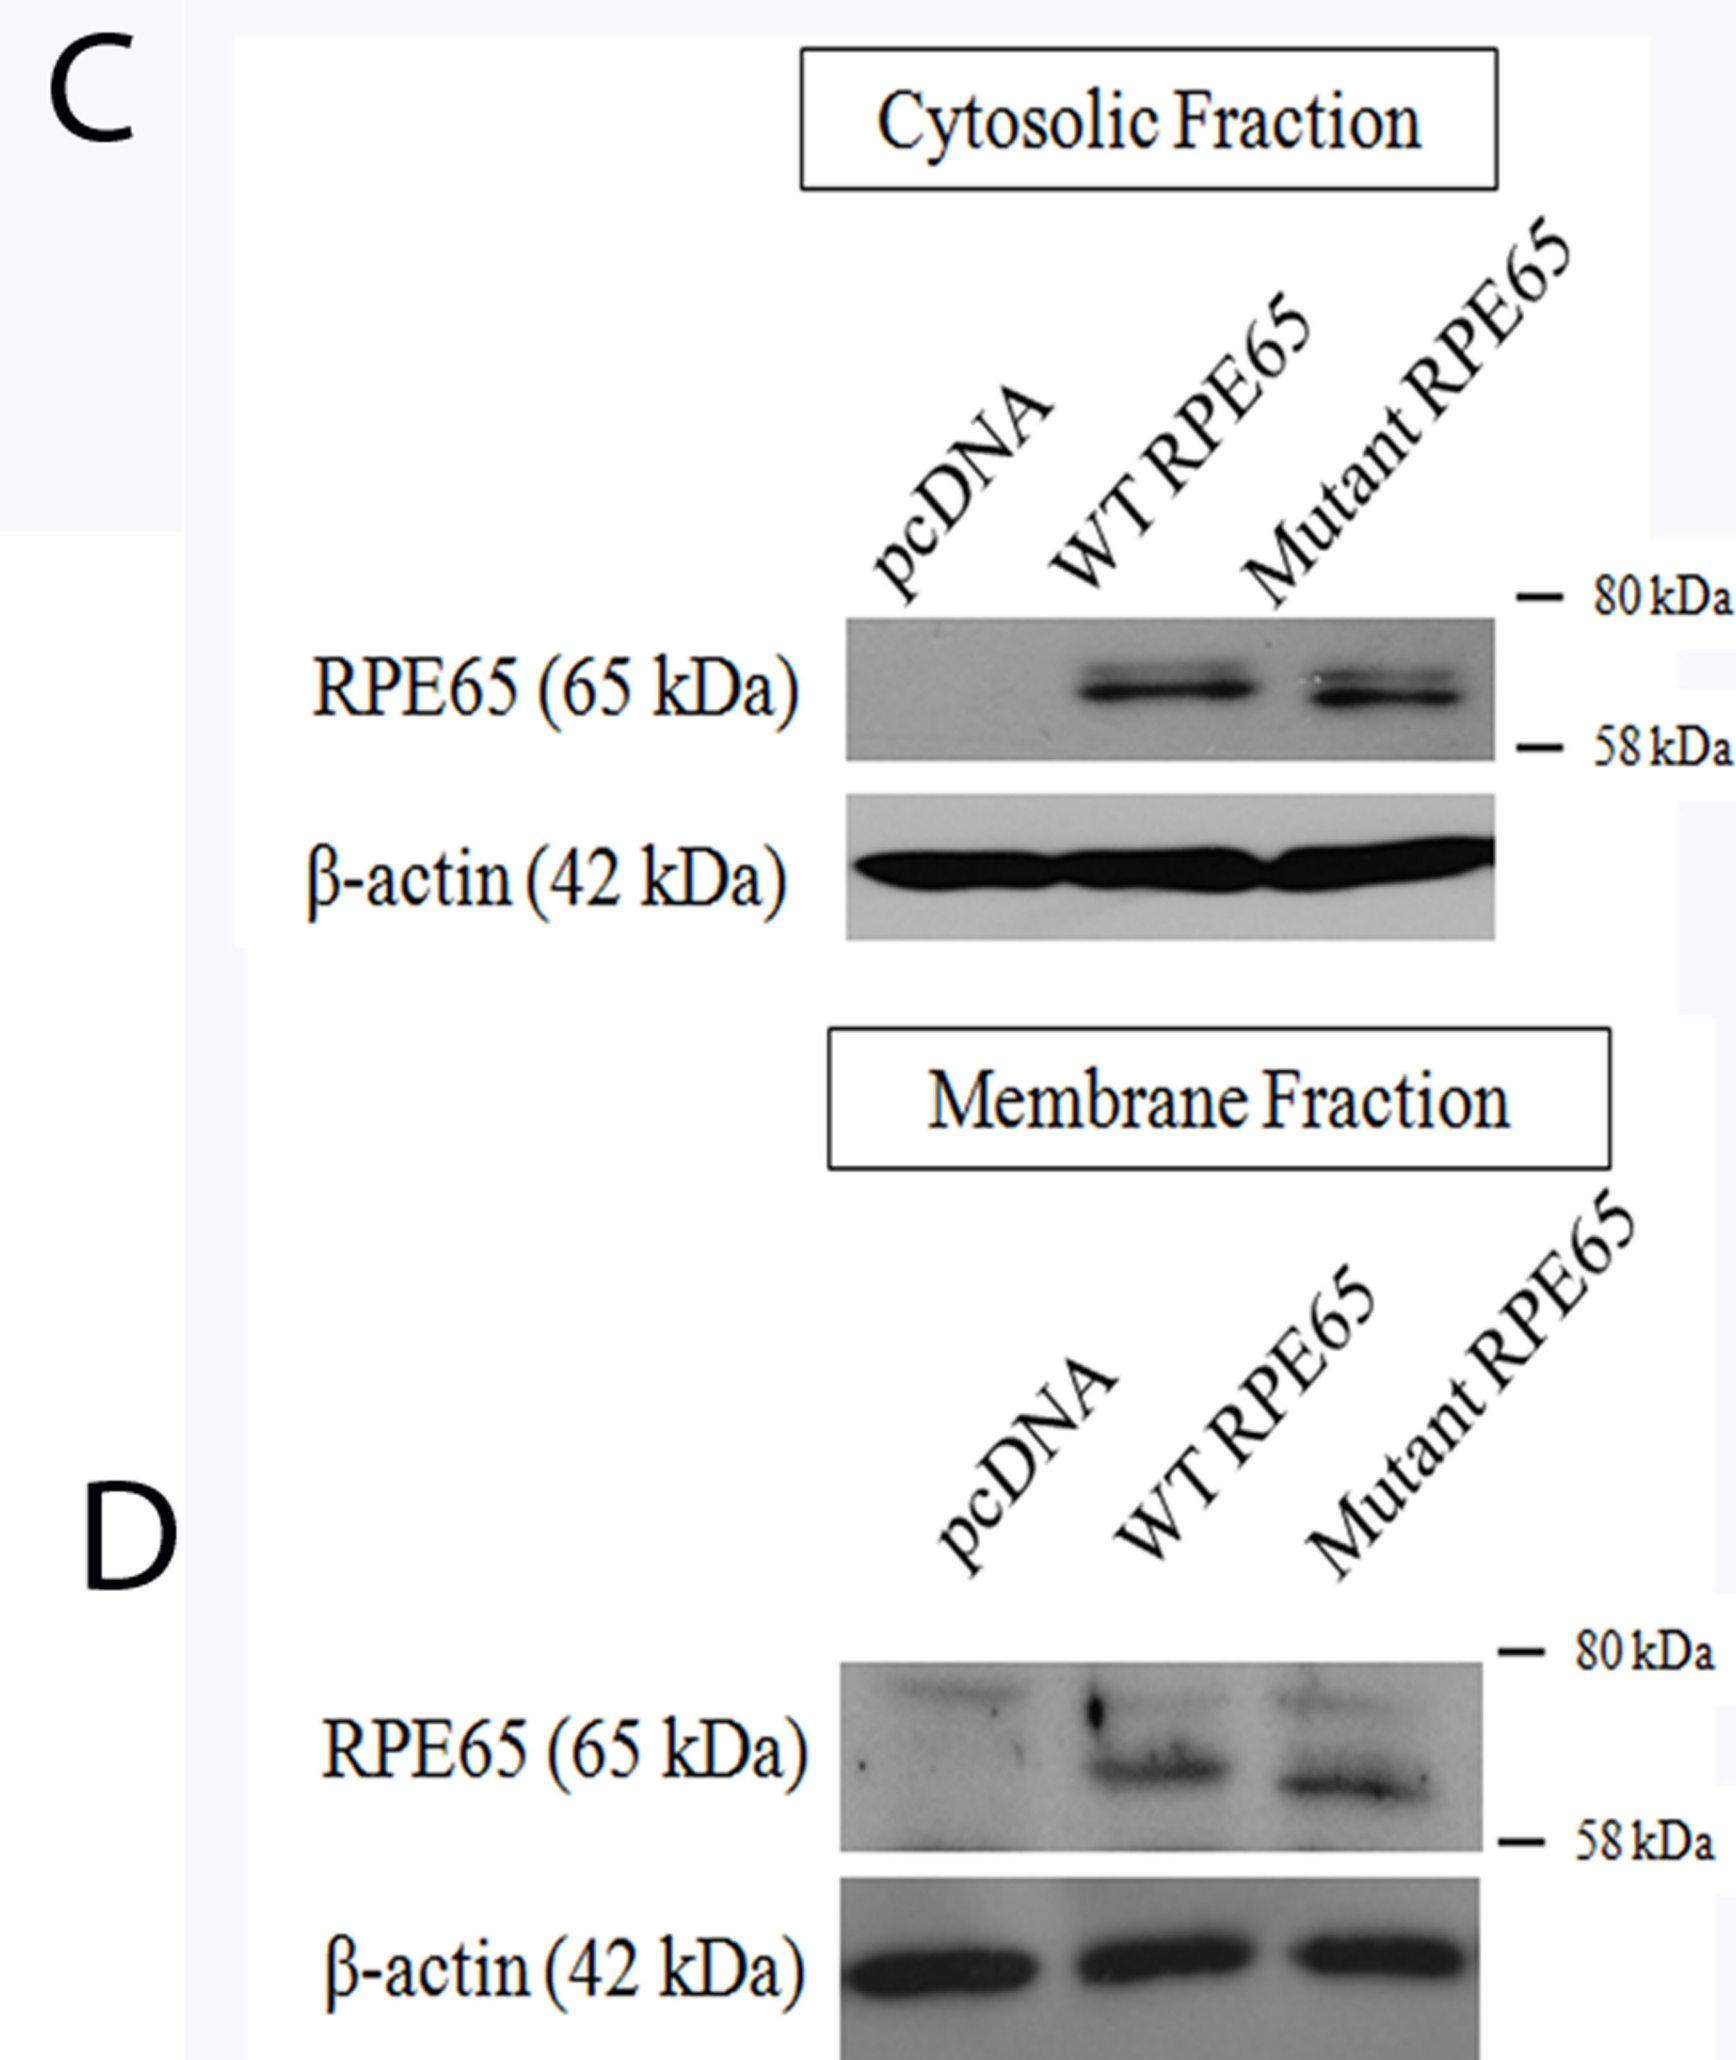 C
Cytosolic Fraction
pcDNA
WT RPE65
Mutant RPE65
80 kDa
RPE65 (65 kDa)
58 kDa
β-actin (42 kDa)
Membrane Fraction
D
pcDNA
WT RPE65
Mutant RPE65
80 kDa
RPE65 (65 kDa)
58 kDa
β-actin (42 kDa)